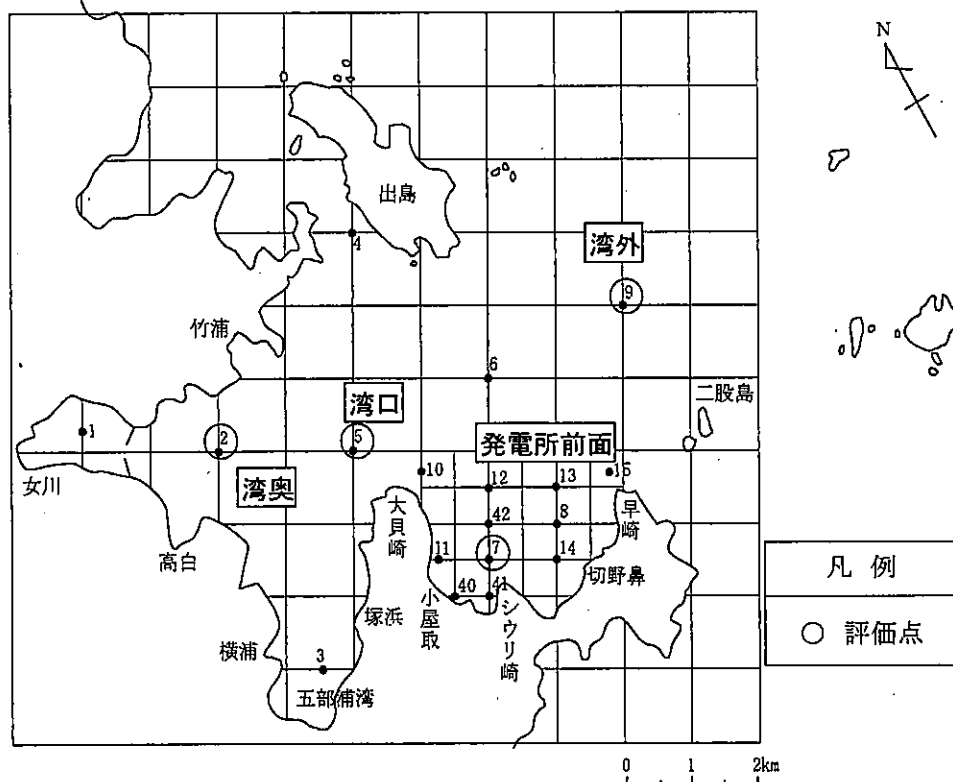 N
出島
4
湾外
9
竹浦
6
二股島
湾口
1
2
5
発電所前面
女川
湾奥
10
12
13
15
大貝崎
42
8
早崎
高白
11
7
14
切野鼻
40
41
小屋取
シウリ崎
塚浜
横浦
3
五部浦湾
凡例
○ 評価点
0 1 2km